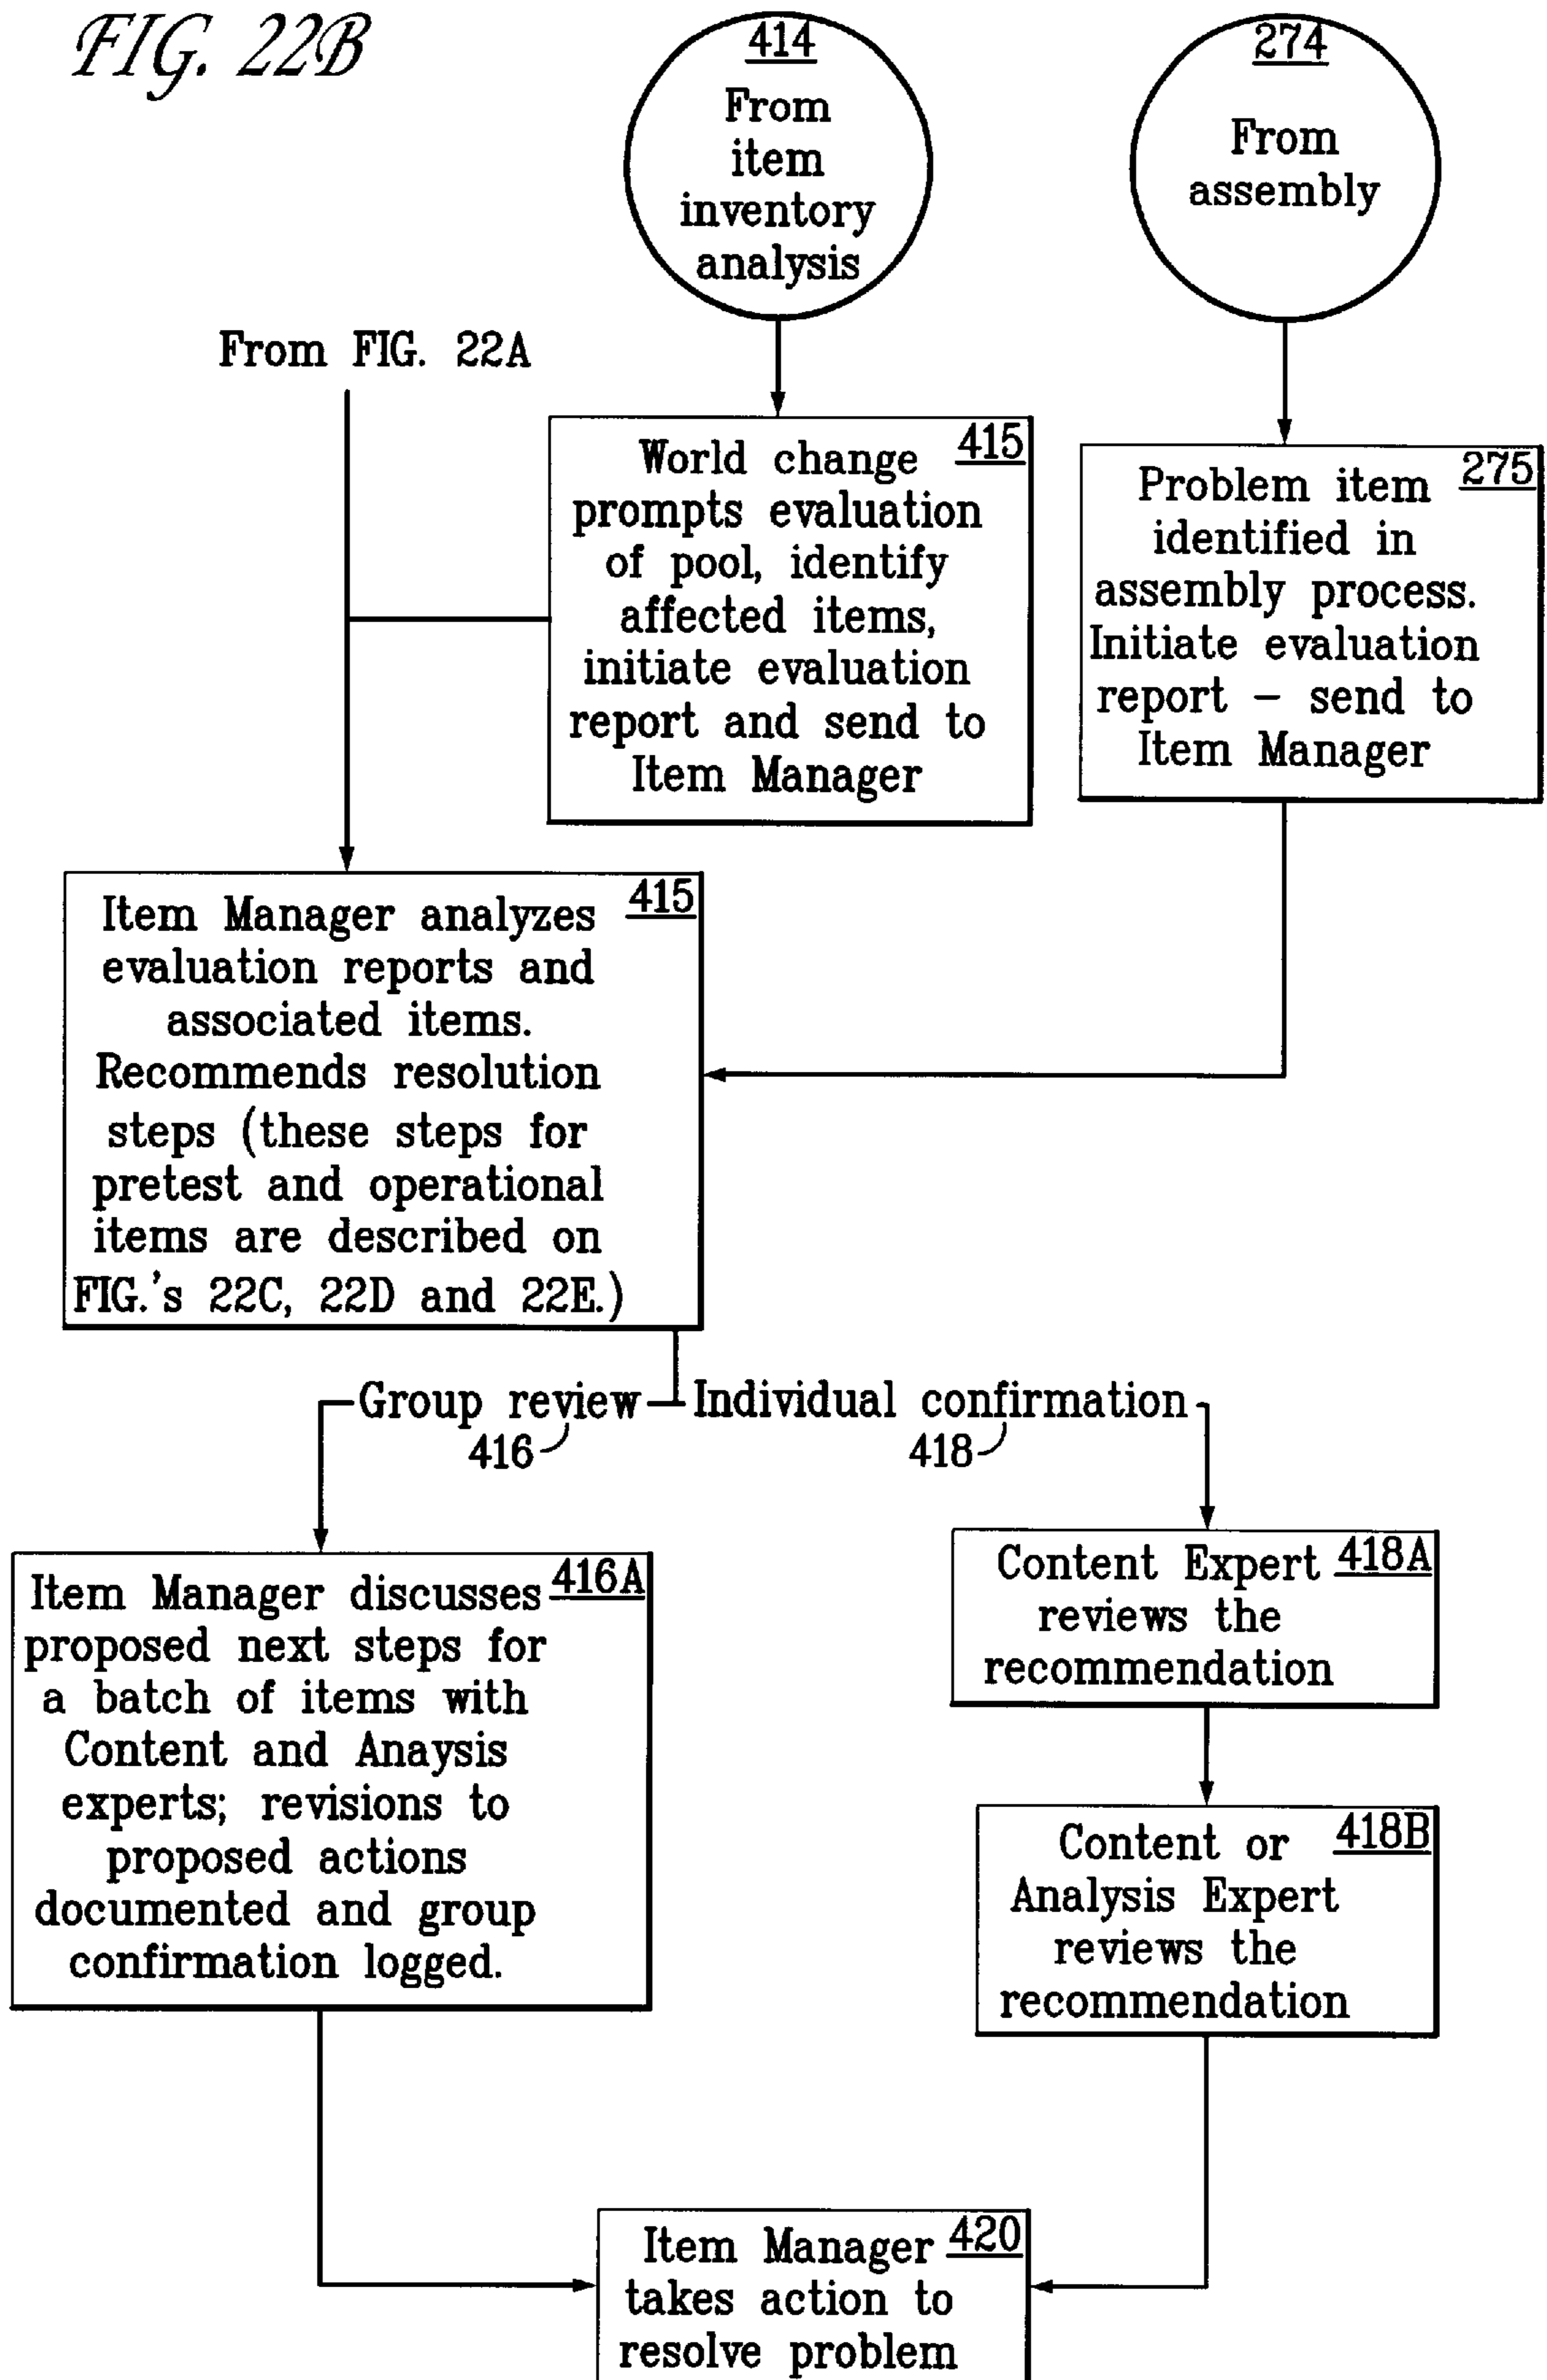 FIG. 22B
414
From
item
inventory
analysis
274
From
assembly
From FIG. 22A
World change 415
prompts evaluation
of pool, identify
affected items,
initiate evaluation
report and send to
Item Manager
Problem item 275
identified in
assembly process.
Initiate evaluation
report – send to
Item Manager
Item Manager analyzes 415
evaluation reports and
associated items.
Recommends resolution
steps (these steps for
pretest and operational
items are described on
FIG.'s 22C, 22D and 22E.)
Group review
416
Individual confirmation
418
Item Manager discusses 416A
proposed next steps for
a batch of items with
Content and Anaysis
experts; revisions to
proposed actions
documented and group
confirmation logged.
Content Expert 418A
reviews the
recommendation
Content or 418B
Analysis Expert
reviews the
recommendation
Item Manager 420
takes action to
resolve problem